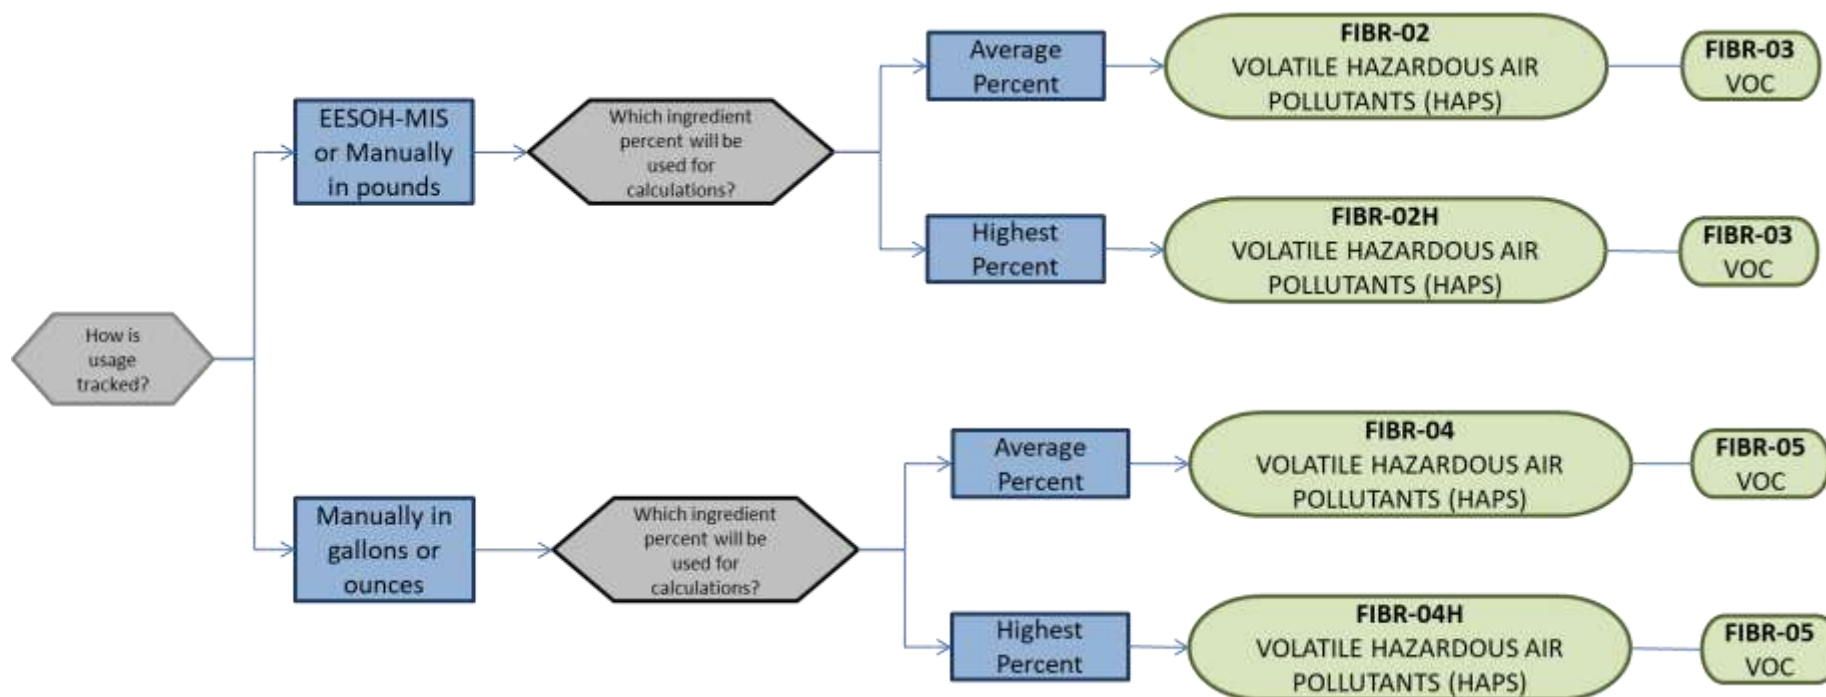 How is
usage
tracked?
EESOH-MIS
or Manually
in pounds
Which ingredient
percent will be
used for
calculations?
Average
Percent
FIBR-02
VOLATILE HAZARDOUS AIR
POLLUTANTS (HAPS)
FIBR-03
VOC
Highest
Percent
FIBR-02H
VOLATILE HAZARDOUS AIR
POLLUTANTS (HAPS)
FIBR-03
VOC
Manually in
gallons or
ounces
Which ingredient
percent will be
used for
calculations?
Average
Percent
FIBR-04
VOLATILE HAZARDOUS AIR
POLLUTANTS (HAPS)
FIBR-05
VOC
Highest
Percent
FIBR-04H
VOLATILE HAZARDOUS AIR
POLLUTANTS (HAPS)
FIBR-05
VOC